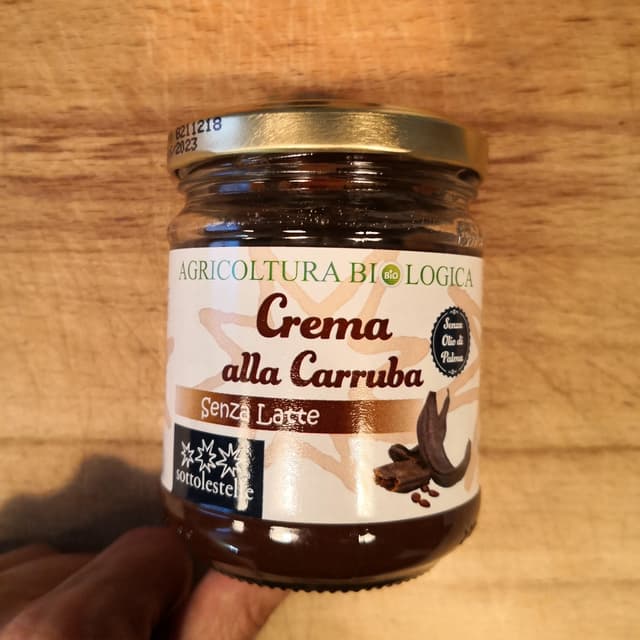 6211218
/2023
AGRICOLTURA BIOLOGICA
BIO
Crema
alla Carruba
Senza
Olio di
Palma
Senza Latte
sottolestelle